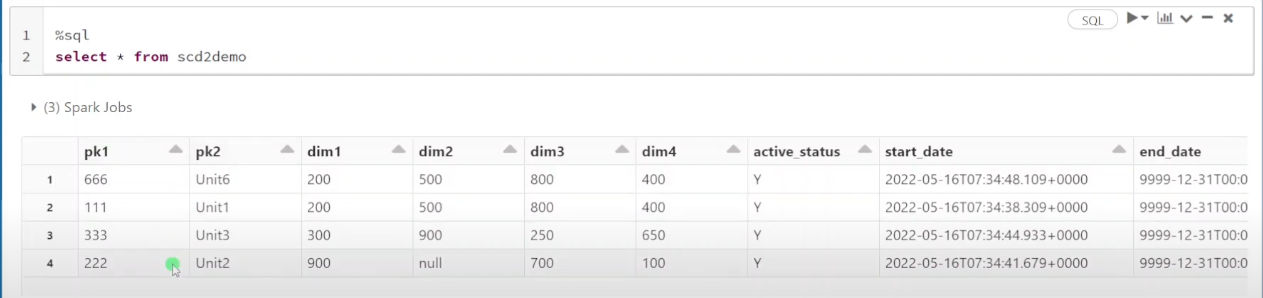 SQL
1 %sql
2 select * from scd2demo
(3) Spark Jobs
pk1 pk2 dim1 dim2 dim3 dim4 active_status start_date end_date
1 666 Unit6 200 500 800 400 Y 2022-05-16T07:34:48.109+0000 9999-12-31T00:0
2 111 Unit1 200 500 800 400 Y 2022-05-16T07:34:38.309+0000 9999-12-31T00:0
3 333 Unit3 300 900 250 650 Y 2022-05-16T07:34:44.933+0000 9999-12-31T00:0
4 222 Unit2 900 null 700 100 Y 2022-05-16T07:34:41.679+0000 9999-12-31T00:0